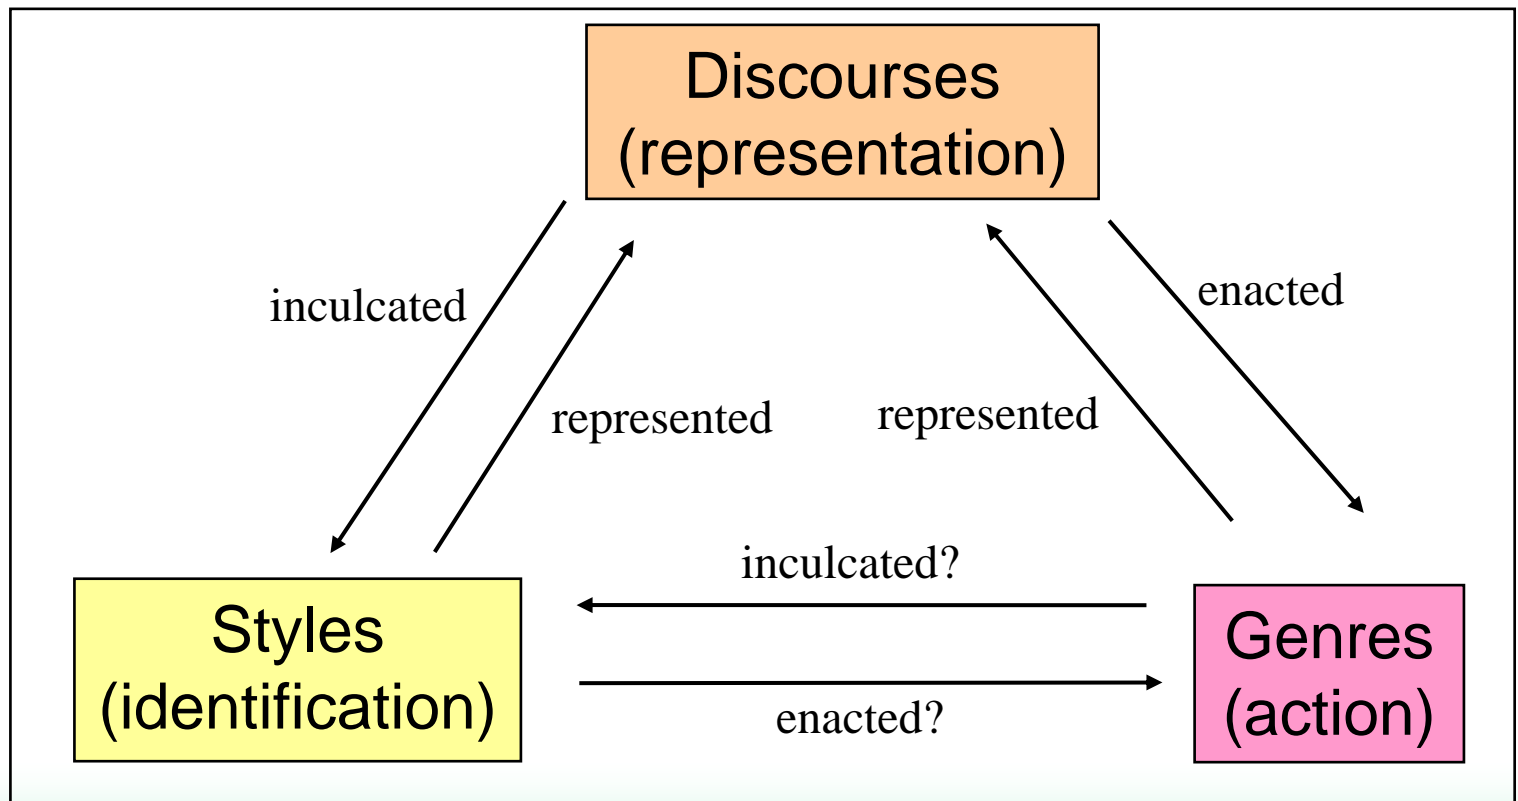 Discourses
(representation)
inculcated
enacted
represented
represented
inculcated?
Styles
(identification)
Genres
(action)
enacted?